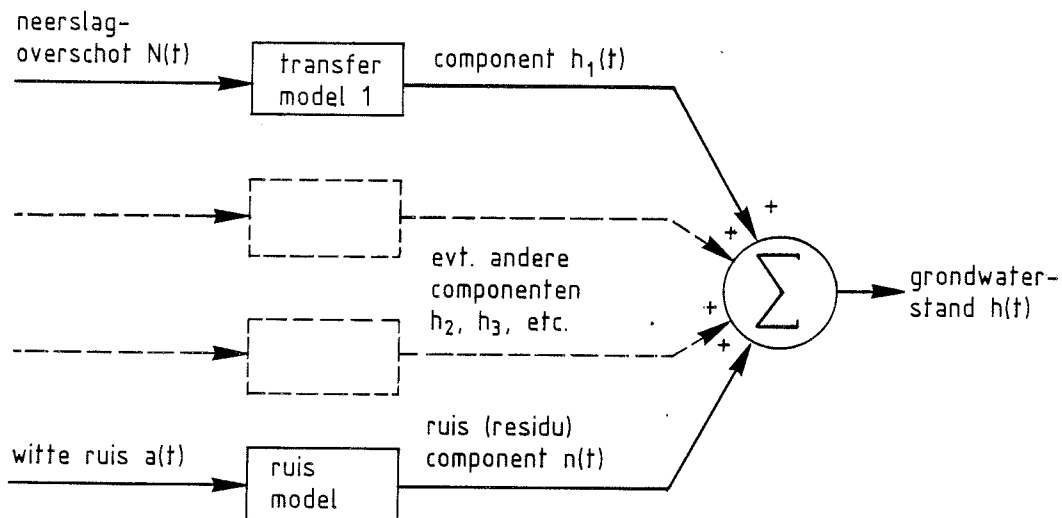 neerslag-
overschot N(t)
transfer
model 1
component h₁(t)
+
+
evt. andere
componenten
h₂, h₃, etc.
+
+
Σ
grondwater-
stand h(t)
witte ruis a(t)
ruis
model
ruis (residu)
component n(t)